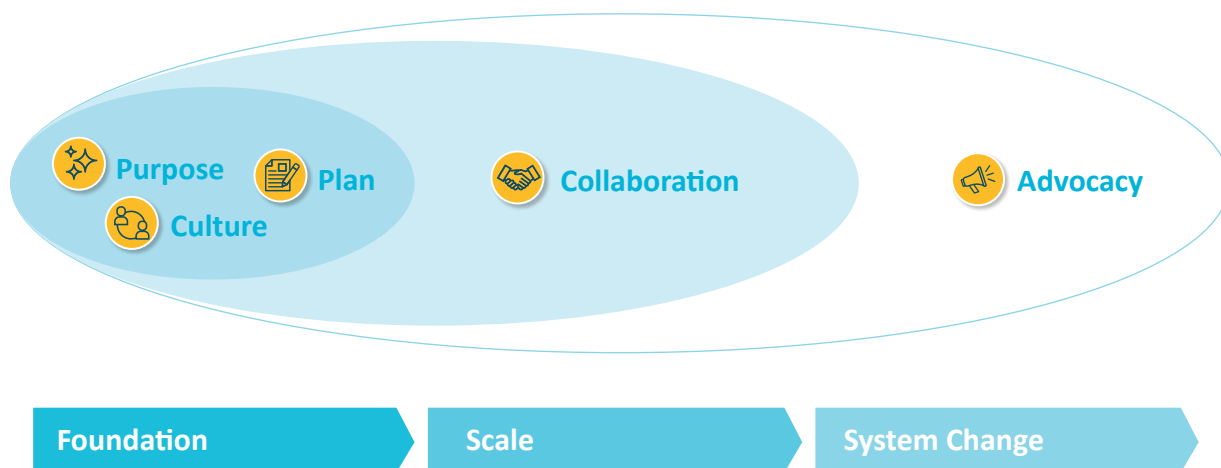 Purpose
Plan
Culture
Collaboration
Advocacy
Foundation
Scale
System Change